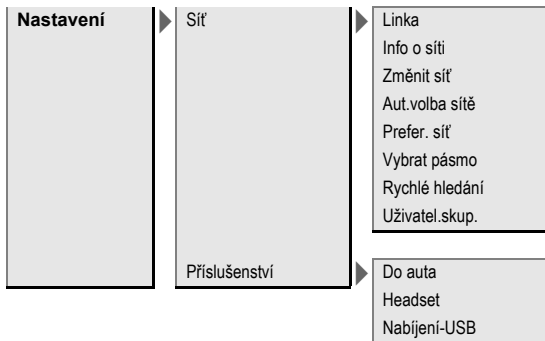 Nastavení
Síť
Linka
Info o síti
Změnit síť
Aut.volba sítě
Prefer. síť
Vybrat pásmo
Rychlé hledání
Uživatel.skup.
Příslušenství
Do auta
Headset
Nabíjení-USB